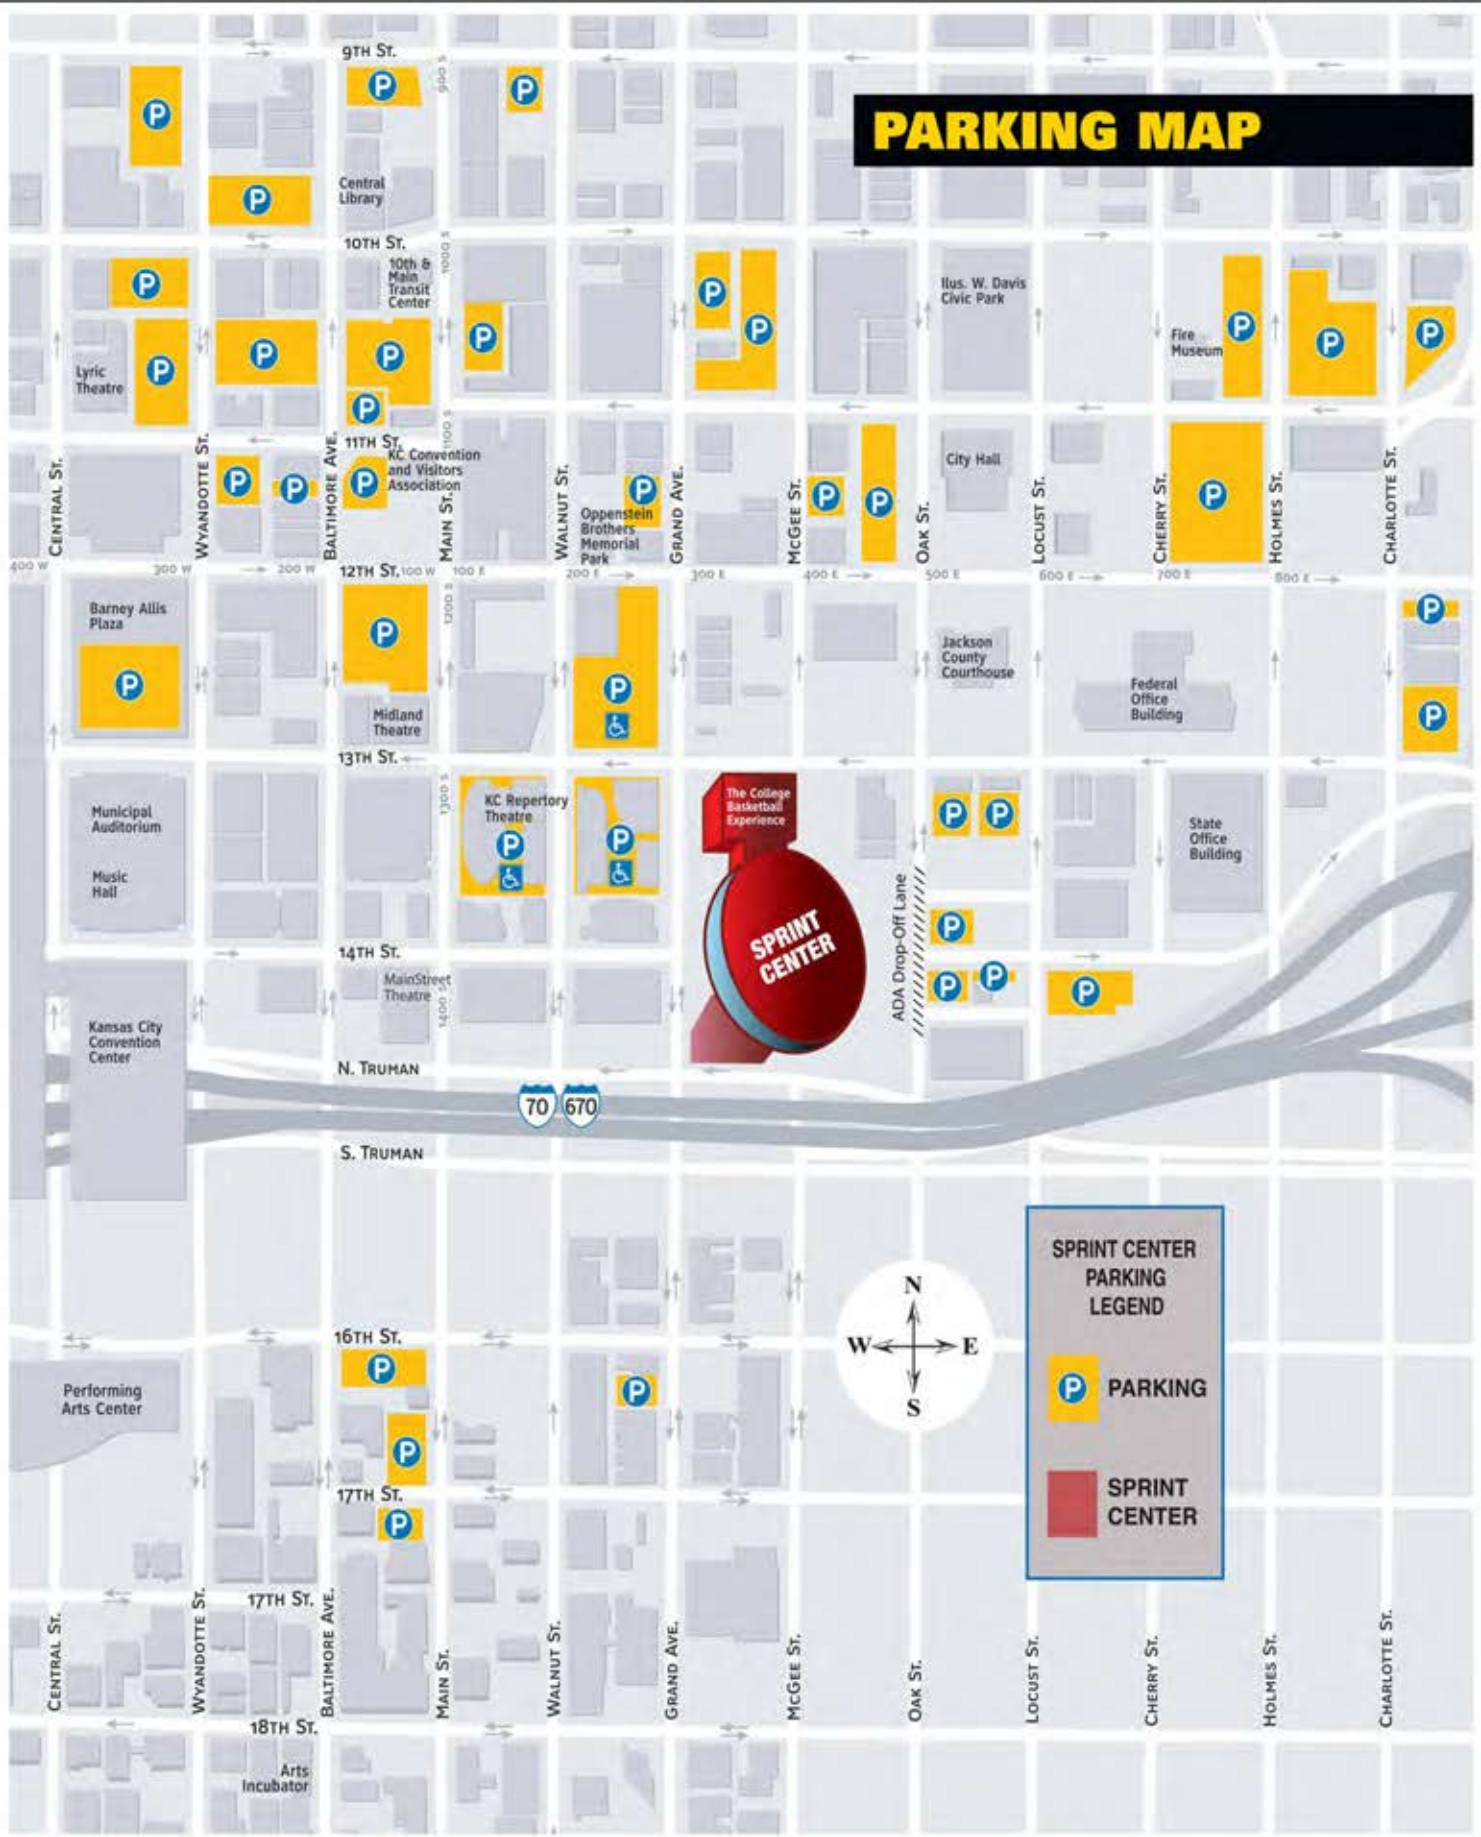 9TH ST.
900 S
P
P
P
P
PARKING MAP
P
Central
Library
10TH ST.
1000 S
10th &
Main
Transit
Center
P
P
P
P
P
Ilus. W. Davis
Civic Park
P
P
P
P
Fire
Museum
P
P
P
Lyric
Theatre
P
11TH ST.
1100 S
KC Convention
and Visitors
Association
P
P
P
P
Oppenstein
Brothers
Memorial
Park
P
P
City Hall
P
CENTRAL ST.
WYANDOTTE ST.
BALTIMORE AVE.
MAIN ST.
WALNUT ST.
GRAND AVE.
MCGEE ST.
OAK ST.
LOCUST ST.
CHERRY ST.
HOLMES ST.
CHARLOTTE ST.
400 W
300 W
200 W
12TH ST.
100 W
100 E
200 E
300 E
400 E
500 E
600 E
700 E
800 E
1200 S
Barney Allis
Plaza
P
P
P
P
P
Midland
Theatre
Jackson
County
Courthouse
Federal
Office
Building
13TH ST.
1300 S
Municipal
Auditorium
Music
Hall
KC Repertory
Theatre
P
P
The College
Basketball
Experience
SPRINT
CENTER
ADA Drop-Off Lane
P
P
State
Office
Building
P
14TH ST.
1400 S
MainStreet
Theatre
P
P
P
Kansas City
Convention
Center
N. TRUMAN
70
670
S. TRUMAN
SPRINT CENTER
PARKING
LEGEND
P
PARKING
SPRINT
CENTER
N
W
E
S
16TH ST.
P
P
Performing
Arts Center
P
17TH ST.
P
17TH ST.
CENTRAL ST.
WYANDOTTE ST.
BALTIMORE AVE.
MAIN ST.
WALNUT ST.
GRAND AVE.
MCGEE ST.
OAK ST.
LOCUST ST.
CHERRY ST.
HOLMES ST.
CHARLOTTE ST.
18TH ST.
Arts
Incubator